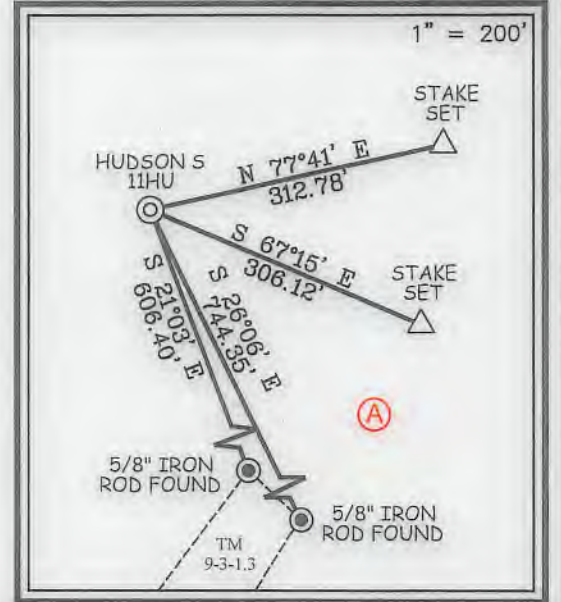 1" = 200'
STAKE
SET
HUDSON S
11HU
N 77°41' E
312.78'
S 67°15' E
306.12'
STAKE
SET
S 26°06' E
744.35'
S 21°03' E
606.40'
A
5/8" IRON
ROD FOUND
5/8" IRON
ROD FOUND
TM
9-3-1.3